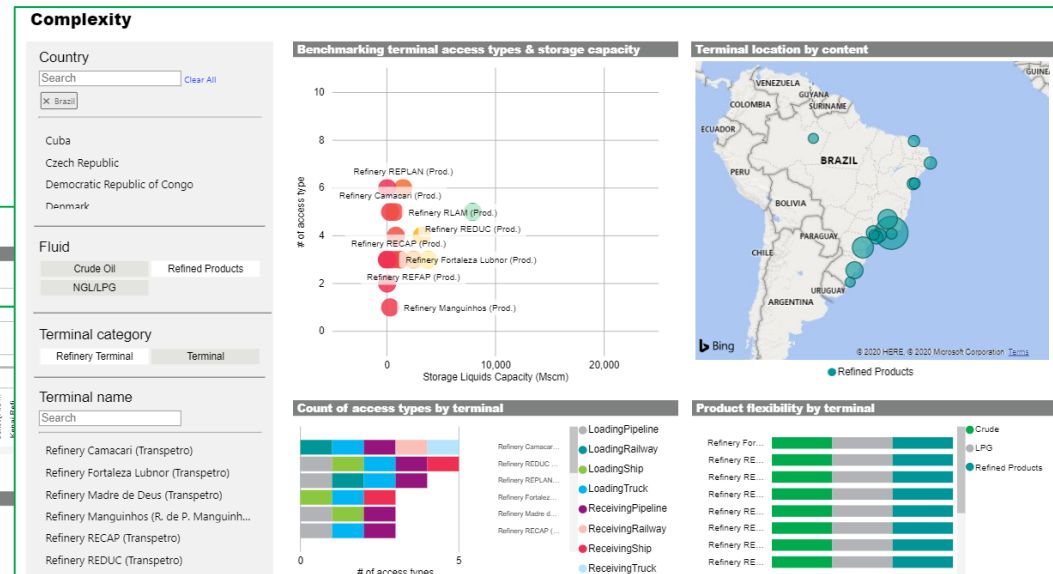 Complexity
Country
Search
Clear All
× Brazil
Cuba
Czech Republic
Democratic Republic of Congo
Denmark
Fluid
Crude Oil
Refined Products
NGL/LPG
Terminal category
Refinery Terminal
Terminal
Terminal name
Search
Refinery Camacari (Transpetro)
Refinery Fortaleza Lubnor (Transpetro)
Refinery Madre de Deus (Transpetro)
Refinery Manguinhos (R. de P. Manguinh...
Refinery RECAP (Transpetro)
Refinery REDUC (Transpetro)
Benchmarking terminal access types & storage capacity
# of access type
10
8
6
4
2
0
Refinery REPLAN (Prod.)
Refinery Camacari (Prod.)
Refinery RLAM (Prod.)
Refinery REDUC (Prod.)
Refinery RECAP (Prod.)
Refinery Fortaleza Lubnor (Prod.)
Refinery REFAP (Prod.)
Refinery Manguinhos (Prod.)
0
10,000
20,000
Storage Liquids Capacity (Mscm)
Terminal location by content
VENEZUELA
GUYANA
SURINAME
COLOMBIA
GUINE
ECUADOR
PERU
BRAZIL
BOLIVIA
PARAGUAY
CHILE
URUGUAY
ARGENTINA
Bing
© 2020 HERE, © 2020 Microsoft Corporation Terms
Refined Products
Count of access types by terminal
Refinery Camacar...
Refinery REDUC ...
Refinery REPLAN...
Refinery Fortalez...
Refinery Madre d...
Refinery RECAP (...
0
5
# of access types
LoadingPipeline
LoadingRailway
LoadingShip
LoadingTruck
ReceivingPipeline
ReceivingRailway
ReceivingShip
ReceivingTruck
Product flexibility by terminal
Refinery For...
Refinery RE...
Refinery RE...
Refinery RE...
Refinery RE...
Refinery RE...
Refinery RE...
Refinery RE...
Crude
LPG
Refined Products